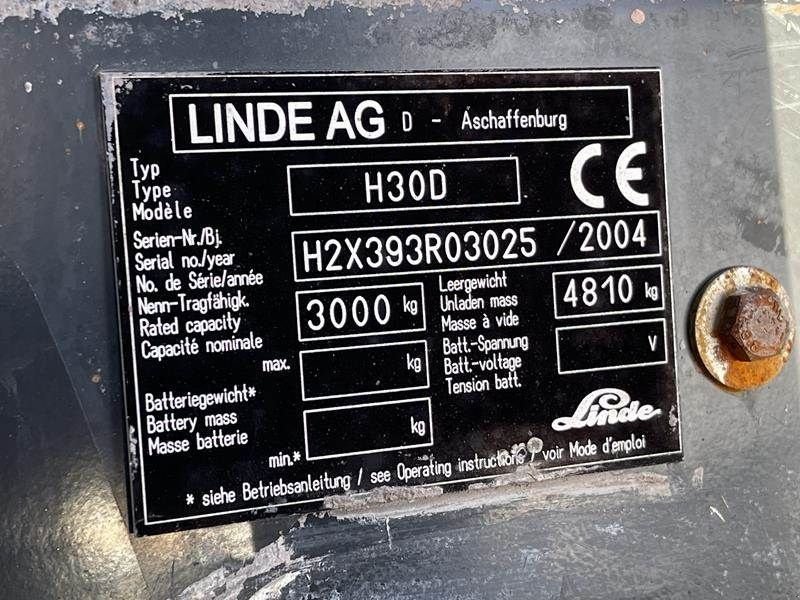 LINDE AG D - Aschaffenburg
Typ
Type
Modèle
H30D
CE
Serien-Nr./Bj.
Serial no./year
No. de Série/année
H2X393R03025 /2004
Nenn-Tragfähigk.
Rated capacity
Capacité nominale
3000 kg
Leergewicht
Unladen mass
Masse à vide
4810 kg
max.
kg
Batt.-Spannung
Batt.-voltage
Tension batt.
V
Batteriegewicht*
Battery mass
Masse batterie
min.*
kg
Linde
* siehe Betriebsanleitung / see Operating instructions / voir Mode d'emploi